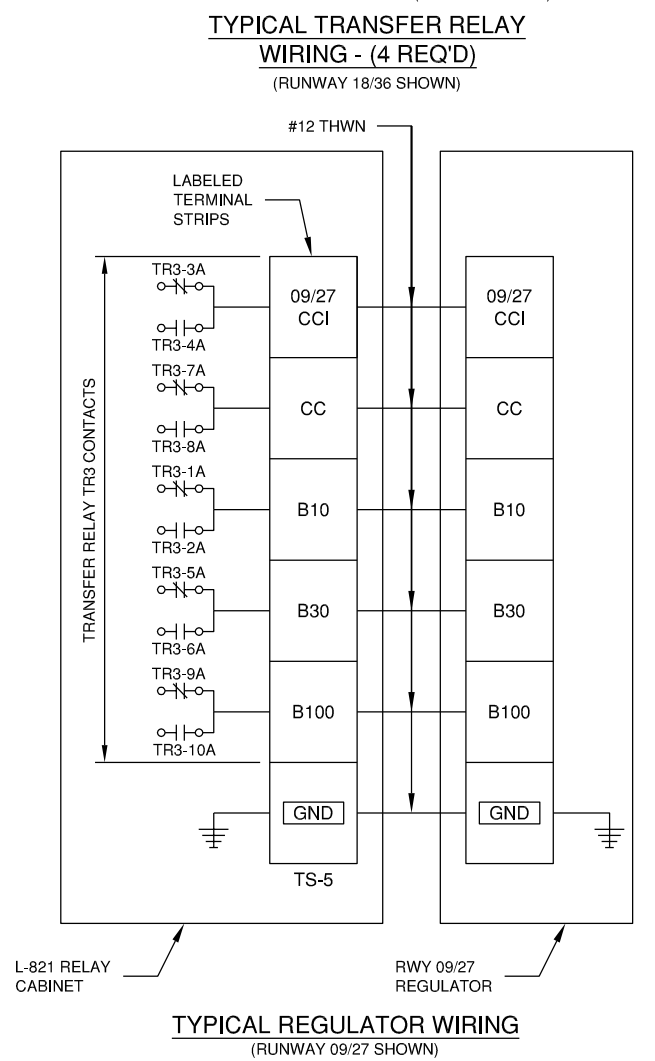 TYPICAL TRANSFER RELAY
WIRING - (4 REQ'D)
(RUNWAY 18/36 SHOWN)
#12 THWN
LABELED
TERMINAL
STRIPS
TRANSFER RELAY TR3 CONTACTS
TR3-3A
TR3-4A
09/27
CCI
09/27
CCI
TR3-7A
TR3-8A
CC
CC
TR3-1A
TR3-2A
B10
B10
TR3-5A
TR3-6A
B30
B30
TR3-9A
TR3-10A
B100
B100
GND
GND
TS-5
L-821 RELAY
CABINET
RWY 09/27
REGULATOR
TYPICAL REGULATOR WIRING
(RUNWAY 09/27 SHOWN)